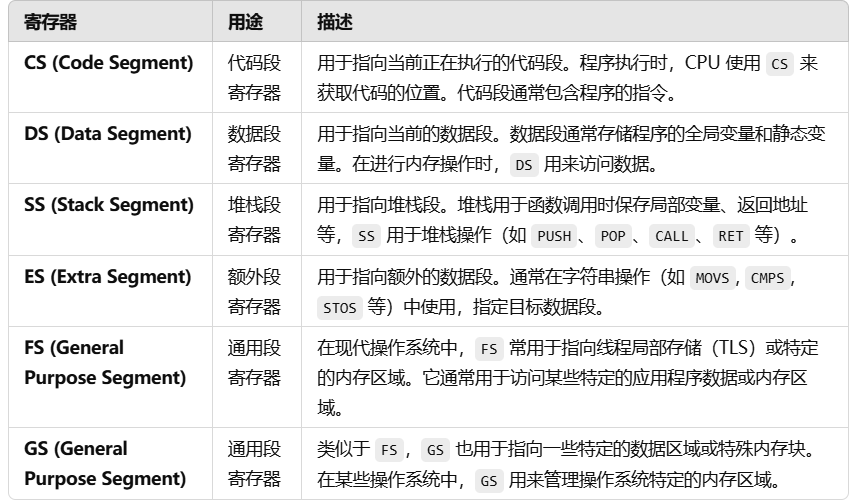 寄存器 用途 描述
CS (Code Segment) 代码段 用于指向当前正在执行的代码段。程序执行时，CPU 使用 CS 来
寄存器 获取代码的位置。代码段通常包含程序的指令。
DS (Data Segment) 数据段 用于指向当前的数据段。数据段通常存储程序的全局变量和静态变
寄存器 量。在进行内存操作时，DS 用来访问数据。
SS (Stack Segment) 堆栈段 用于指向堆栈段。堆栈用于函数调用时保存局部变量、返回地址
寄存器 等，SS 用于堆栈操作（如 PUSH、POP、CALL、RET 等）。
ES (Extra Segment) 额外段 用于指向额外的数据段。通常在字符串操作（如 MOVS, CMPS,
寄存器 STOS 等）中使用，指定目标数据段。
FS (General 通用段 在现代操作系统中，FS 常用于指向线程局部存储（TLS）或特定
Purpose Segment) 寄存器 的内存区域。它通常用于访问某些特定的应用程序数据或内存区
域。
GS (General 通用段 类似于 FS，GS 也用于指向一些特定的数据区域或特殊内存块。
Purpose Segment) 寄存器 在某些操作系统中，GS 用来管理操作系统特定的内存区域。